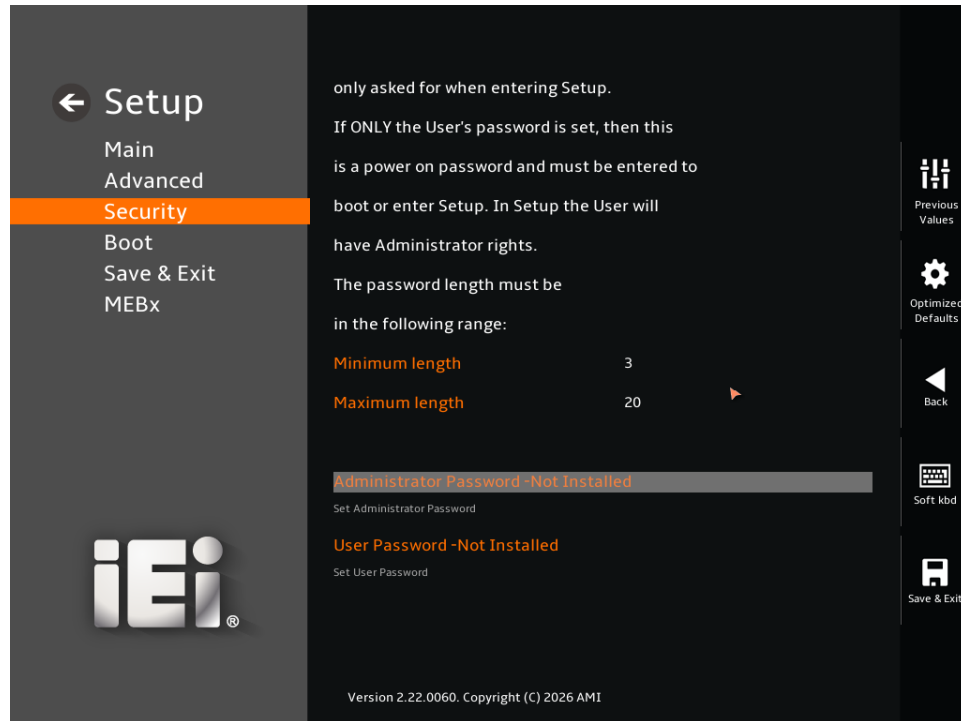 Setup
Main
Advanced
Security
Boot
Save & Exit
MEBx
only asked for when entering Setup.
If ONLY the User's password is set, then this
is a power on password and must be entered to
boot or enter Setup. In Setup the User will
have Administrator rights.
The password length must be
in the following range:
Minimum length 3
Maximum length 20
Administrator Password -Not Installed
Set Administrator Password
User Password -Not Installed
Set User Password
Previous
Values
Optimized
Defaults
Back
Soft kbd
Save & Exit
iEi®
Version 2.22.0060. Copyright (C) 2026 AMI